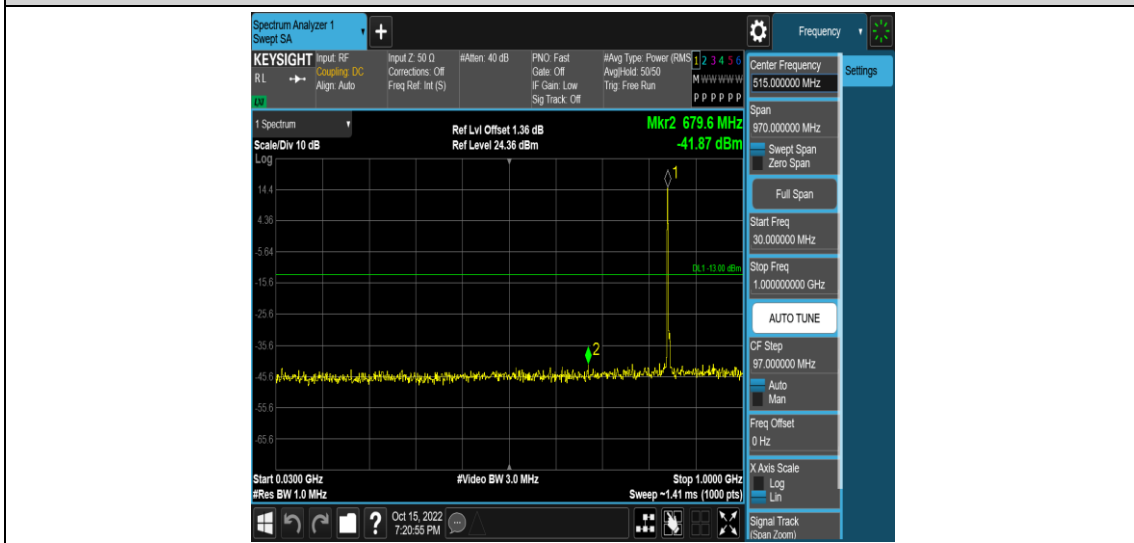 Spectrum Analyzer 1
Swept SA
+
Frequency
KEYSIGHT
RL
LXI
Input: RF
Coupling: DC
Align: Auto
Input Z: 50 Ω
Corrections: Off
Freq Ref: Int (S)
#Atten: 40 dB
PNO: Fast
Gate: Off
IF Gain: Low
Sig Track: Off
#Avg Type: Power (RMS
Avg|Hold: 50/50
Trig: Free Run
1 2 3 4 5 6
M W W W W W
P P P P P P
1 Spectrum
Scale/Div 10 dB
Log
Ref Lvl Offset 1.36 dB
Ref Level 24.36 dBm
Mkr2 679.6 MHz
-41.87 dBm
1
14.4
4.36
-5.64
DL1 -13.00 dBm
-15.6
-25.6
-35.6
2
-45.6
-55.6
-65.6
Start 0.0300 GHz
#Res BW 1.0 MHz
#Video BW 3.0 MHz
Stop 1.0000 GHz
Sweep ~1.41 ms (1000 pts)
?
Oct 15, 2022
7:20:55 PM
Center Frequency
515.000000 MHz
Settings
Span
970.000000 MHz
Swept Span
Zero Span
Full Span
Start Freq
30.000000 MHz
Stop Freq
1.000000000 GHz
AUTO TUNE
CF Step
97.000000 MHz
Auto
Man
Freq Offset
0 Hz
X Axis Scale
Log
Lin
Signal Track
(Span Zoom)